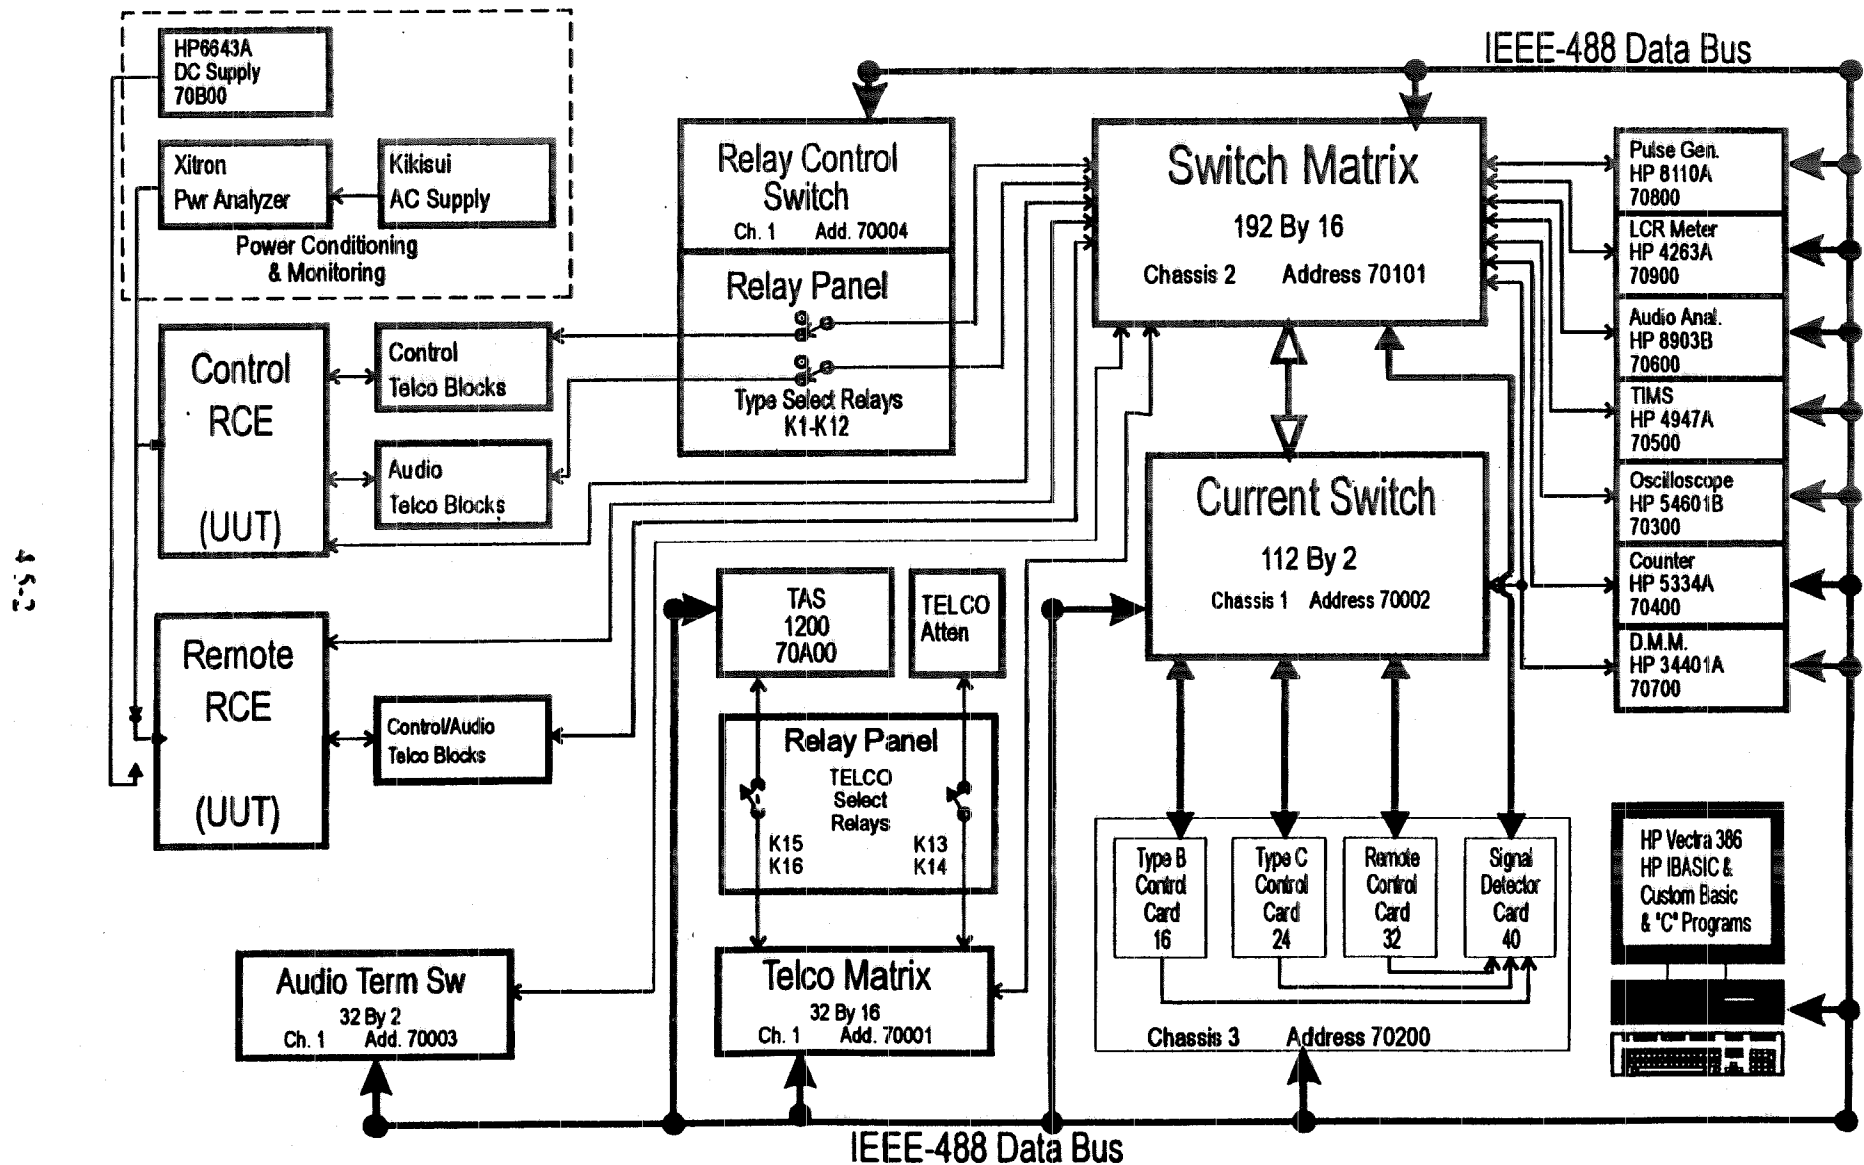 IEEE-488 Data Bus
HP6643A
DC Supply
70B00
Xitron
Pwr Analyzer
Kikisui
AC Supply
Power Conditioning
& Monitoring
Relay Control
Switch
Ch. 1 Add. 70004
Relay Panel
Type Select Relays
K1-K12
Switch Matrix
192 By 16
Chassis 2 Address 70101
Pulse Gen.
HP 8110A
70800
LCR Meter
HP 4263A
70900
Audio Anal.
HP 8903B
70600
TIMS
HP 4947A
70500
Oscilloscope
HP 54601B
70300
Counter
HP 5334A
70400
D.M.M.
HP 34401A
70700
Control
RCE
(UUT)
Control
Telco Blocks
Audio
Telco Blocks
Current Switch
112 By 2
Chassis 1 Address 70002
TAS
1200
70A00
TELCO
Atten
Remote
RCE
(UUT)
Control/Audio
Telco Blocks
Relay Panel
TELCO
Select
Relays
K15
K16
K13
K14
Type B
Control
Card
16
Type C
Control
Card
24
Remote
Control
Card
32
Signal
Detector
Card
40
Chassis 3 Address 70200
HP Vectra 386
HP IBASIC &
Custom Basic
& "C" Programs
Audio Term Sw
32 By 2
Ch. 1 Add. 70003
Telco Matrix
32 By 16
Ch. 1 Add. 70001
IEEE-488 Data Bus